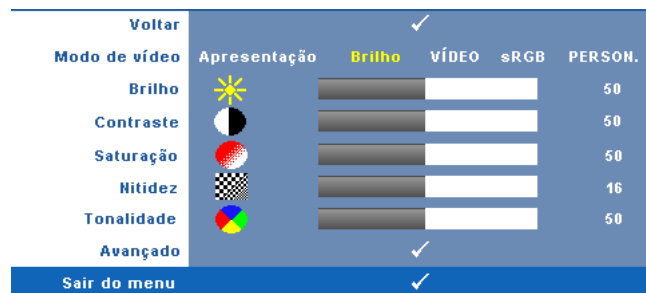 Voltar
Modo de vídeo Apresentação Brilho VÍDEO sRGB PERSON.
Brilho 50
Contraste 50
Saturação 50
Nitidez 16
Tonalidade 50
Avançado
Sair do menu